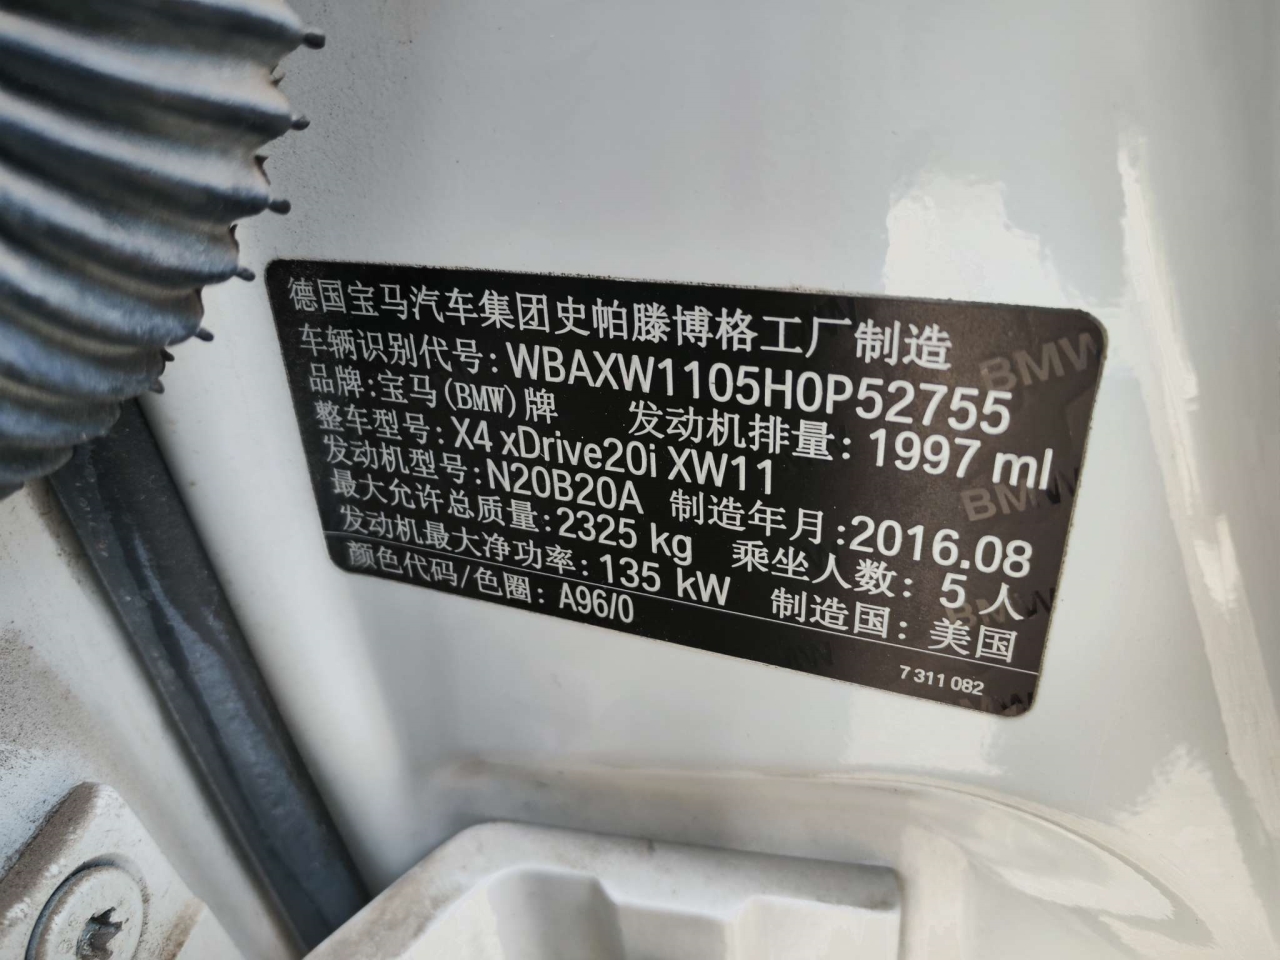 德国宝马汽车集团史帕滕博格工厂制造
车辆识别代号: WBAXW1105H0P52755
品牌: 宝马(BMW)牌 发动机排量: 1997 ml
整车型号: X4 xDrive20i XW11
发动机型号: N20B20A 制造年月: 2016.08
最大允许总质量: 2325 kg 乘坐人数: 5 人
发动机最大净功率: 135 kW 制造国: 美国
颜色代码/色圈: A96/0
7 311 082
BMW
BMW
BMW